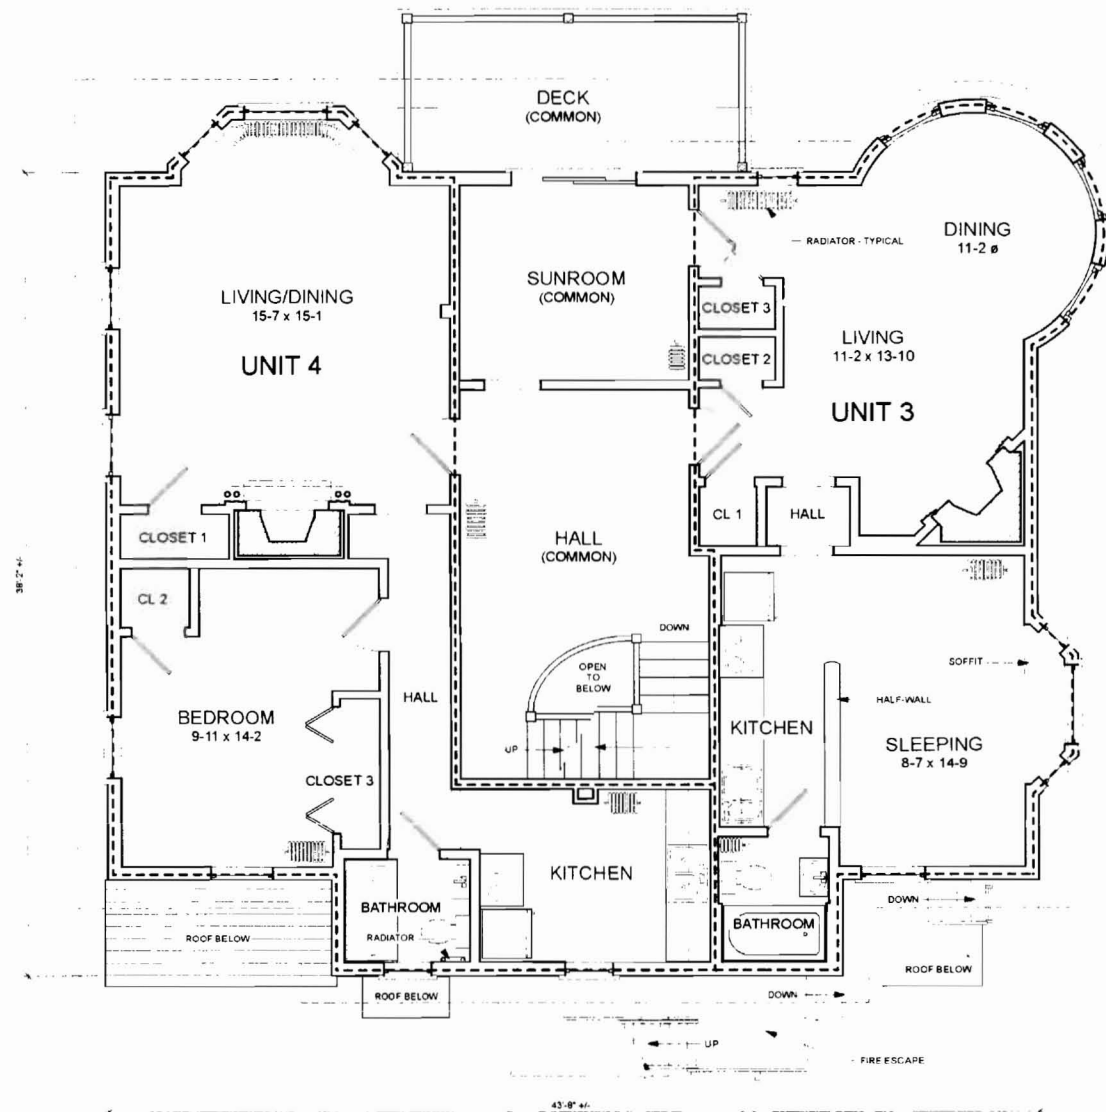 DECK
(COMMON)
DINING
11-2 ø
RADIATOR - TYPICAL
SUNROOM
(COMMON)
LIVING/DINING
15-7 x 15-1
CLOSET 3
LIVING
11-2 x 13-10
CLOSET 2
UNIT 4
UNIT 3
CL 1
HALL
CLOSET 1
HALL
(COMMON)
38'-2" +/-
CL 2
DOWN
OPEN
TO
BELOW
SOFFIT
HALL
HALF-WALL
BEDROOM
9-11 x 14-2
KITCHEN
UP
SLEEPING
8-7 x 14-9
CLOSET 3
KITCHEN
DOWN
BATHROOM
BATHROOM
ROOF BELOW
RADIATOR
ROOF BELOW
ROOF BELOW
DOWN
UP
FIRE ESCAPE
43'-8" +/-